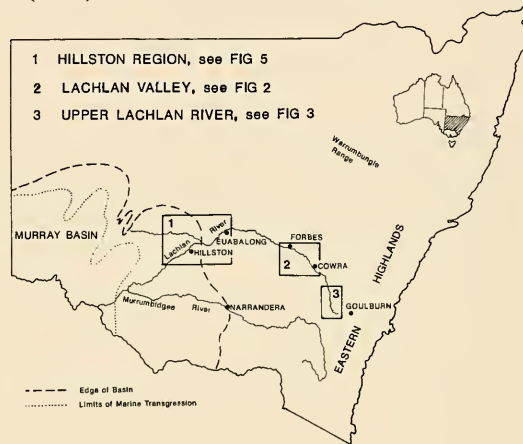 1 HILLSTON REGION, see FIG 5
2 LACHLAN VALLEY, see FIG 2
3 UPPER LACHLAN RIVER, see FIG 3
Warrumbungle
Range
1
River
MURRAY BASIN
EUABALONG
FORBES
Lachlan
HILLSTON
2
COWRA
HIGHLANDS
3
Murrumbidgee
River
NARRANDERA
GOULBURN
EASTERN
Edge of Basin
Limits of Marine Transgression